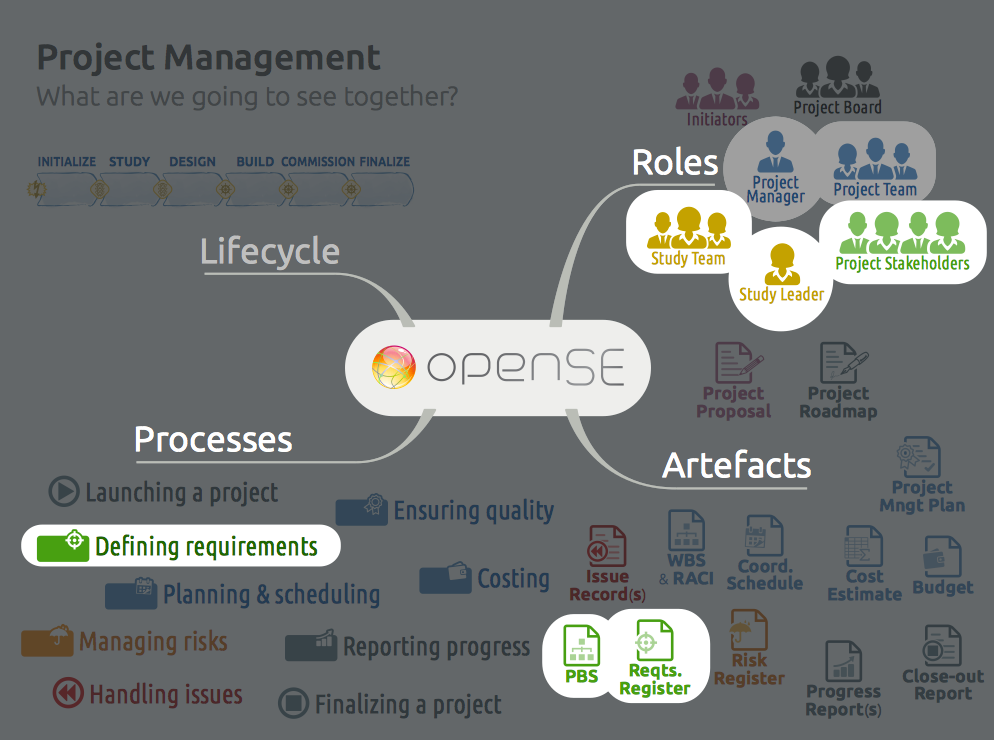 Project Management
What are we going to see together?
INITIALIZE STUDY DESIGN BUILD COMMISSION FINALIZE
Lifecycle
Initiators
Project Board
Roles
Project
Manager
Project Team
Study Team
Study Leader
Project Stakeholders
openSE
Processes
Launching a project
Ensuring quality
Defining requirements
Planning & scheduling
Costing
Managing risks
Reporting progress
Handling issues
Finalizing a project
Artefacts
Project
Proposal
Project
Roadmap
Project
Mngt Plan
Issue
Record(s)
WBS
& RACI
Coord.
Schedule
Cost
Estimate
Budget
PBS
Reqts.
Register
Risk
Register
Progress
Report(s)
Close-out
Report